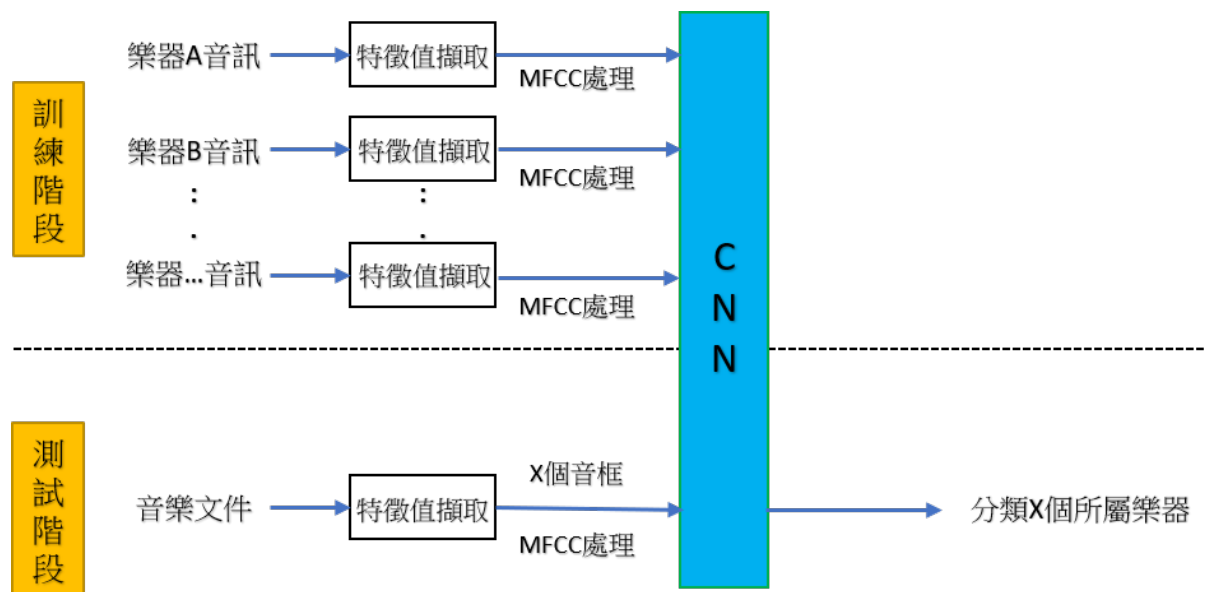 訓練階段
樂器A音訊
特徵值擷取
MFCC處理
樂器B音訊
特徵值擷取
MFCC處理
:
:
.
.
樂器…音訊
特徵值擷取
MFCC處理
CNN
測試階段
音樂文件
特徵值擷取
X個音框
MFCC處理
分類X個所屬樂器